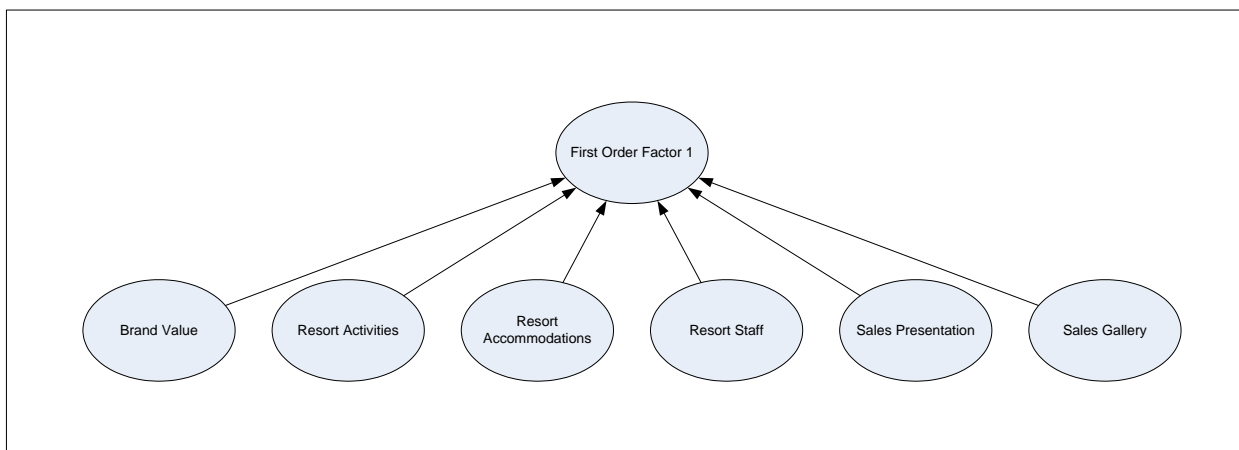 First Order Factor 1
Brand Value
Resort Activities
Resort
Accommodations
Resort Staff
Sales Presentation
Sales Gallery